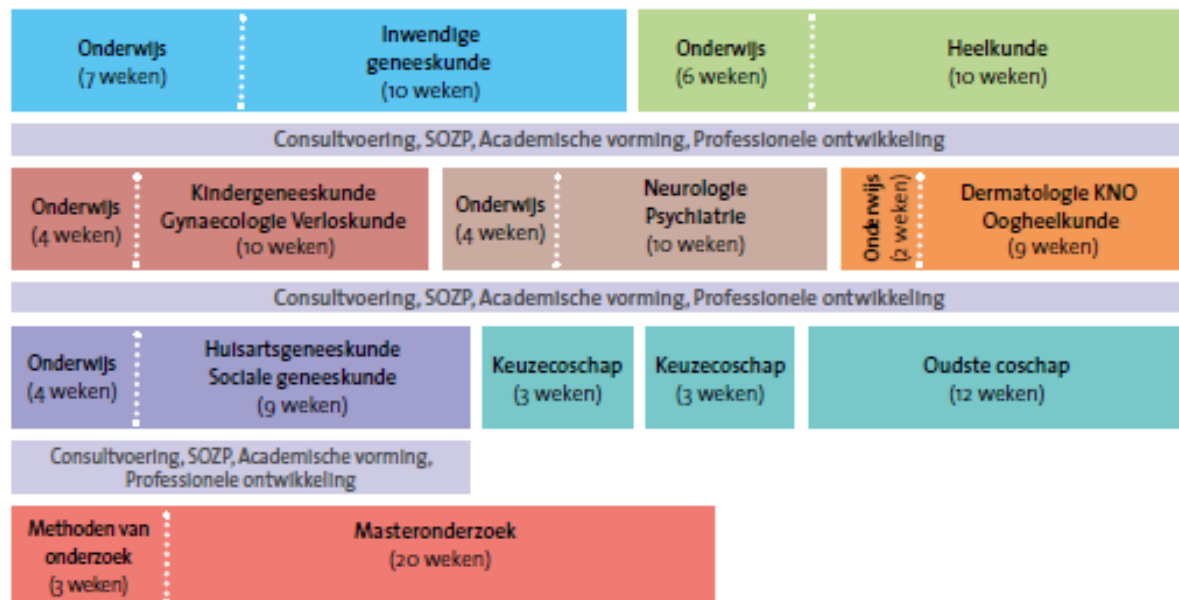 Onderwijs
(7 weken)
Inwendige
geneeskunde
(10 weken)
Onderwijs
(6 weken)
Heelkunde
(10 weken)
Consultvoering, SOZP, Academische vorming, Professionele ontwikkeling
Onderwijs
(4 weken)
Kindergeneeskunde
Gynaecologie Verloskunde
(10 weken)
Onderwijs
(4 weken)
Neurologie
Psychiatrie
(10 weken)
Onderwijs
(2 weken)
Dermatologie KNO
Oogheelkunde
(9 weken)
Consultvoering, SOZP, Academische vorming, Professionele ontwikkeling
Onderwijs
(4 weken)
Huisartsgeneeskunde
Sociale geneeskunde
(9 weken)
Keuzecoschap
(3 weken)
Keuzecoschap
(3 weken)
Oudste coschap
(12 weken)
Consultvoering, SOZP, Academische vorming,
Professionele ontwikkeling
Methoden van
onderzoek
(3 weken)
Masteronderzoek
(20 weken)